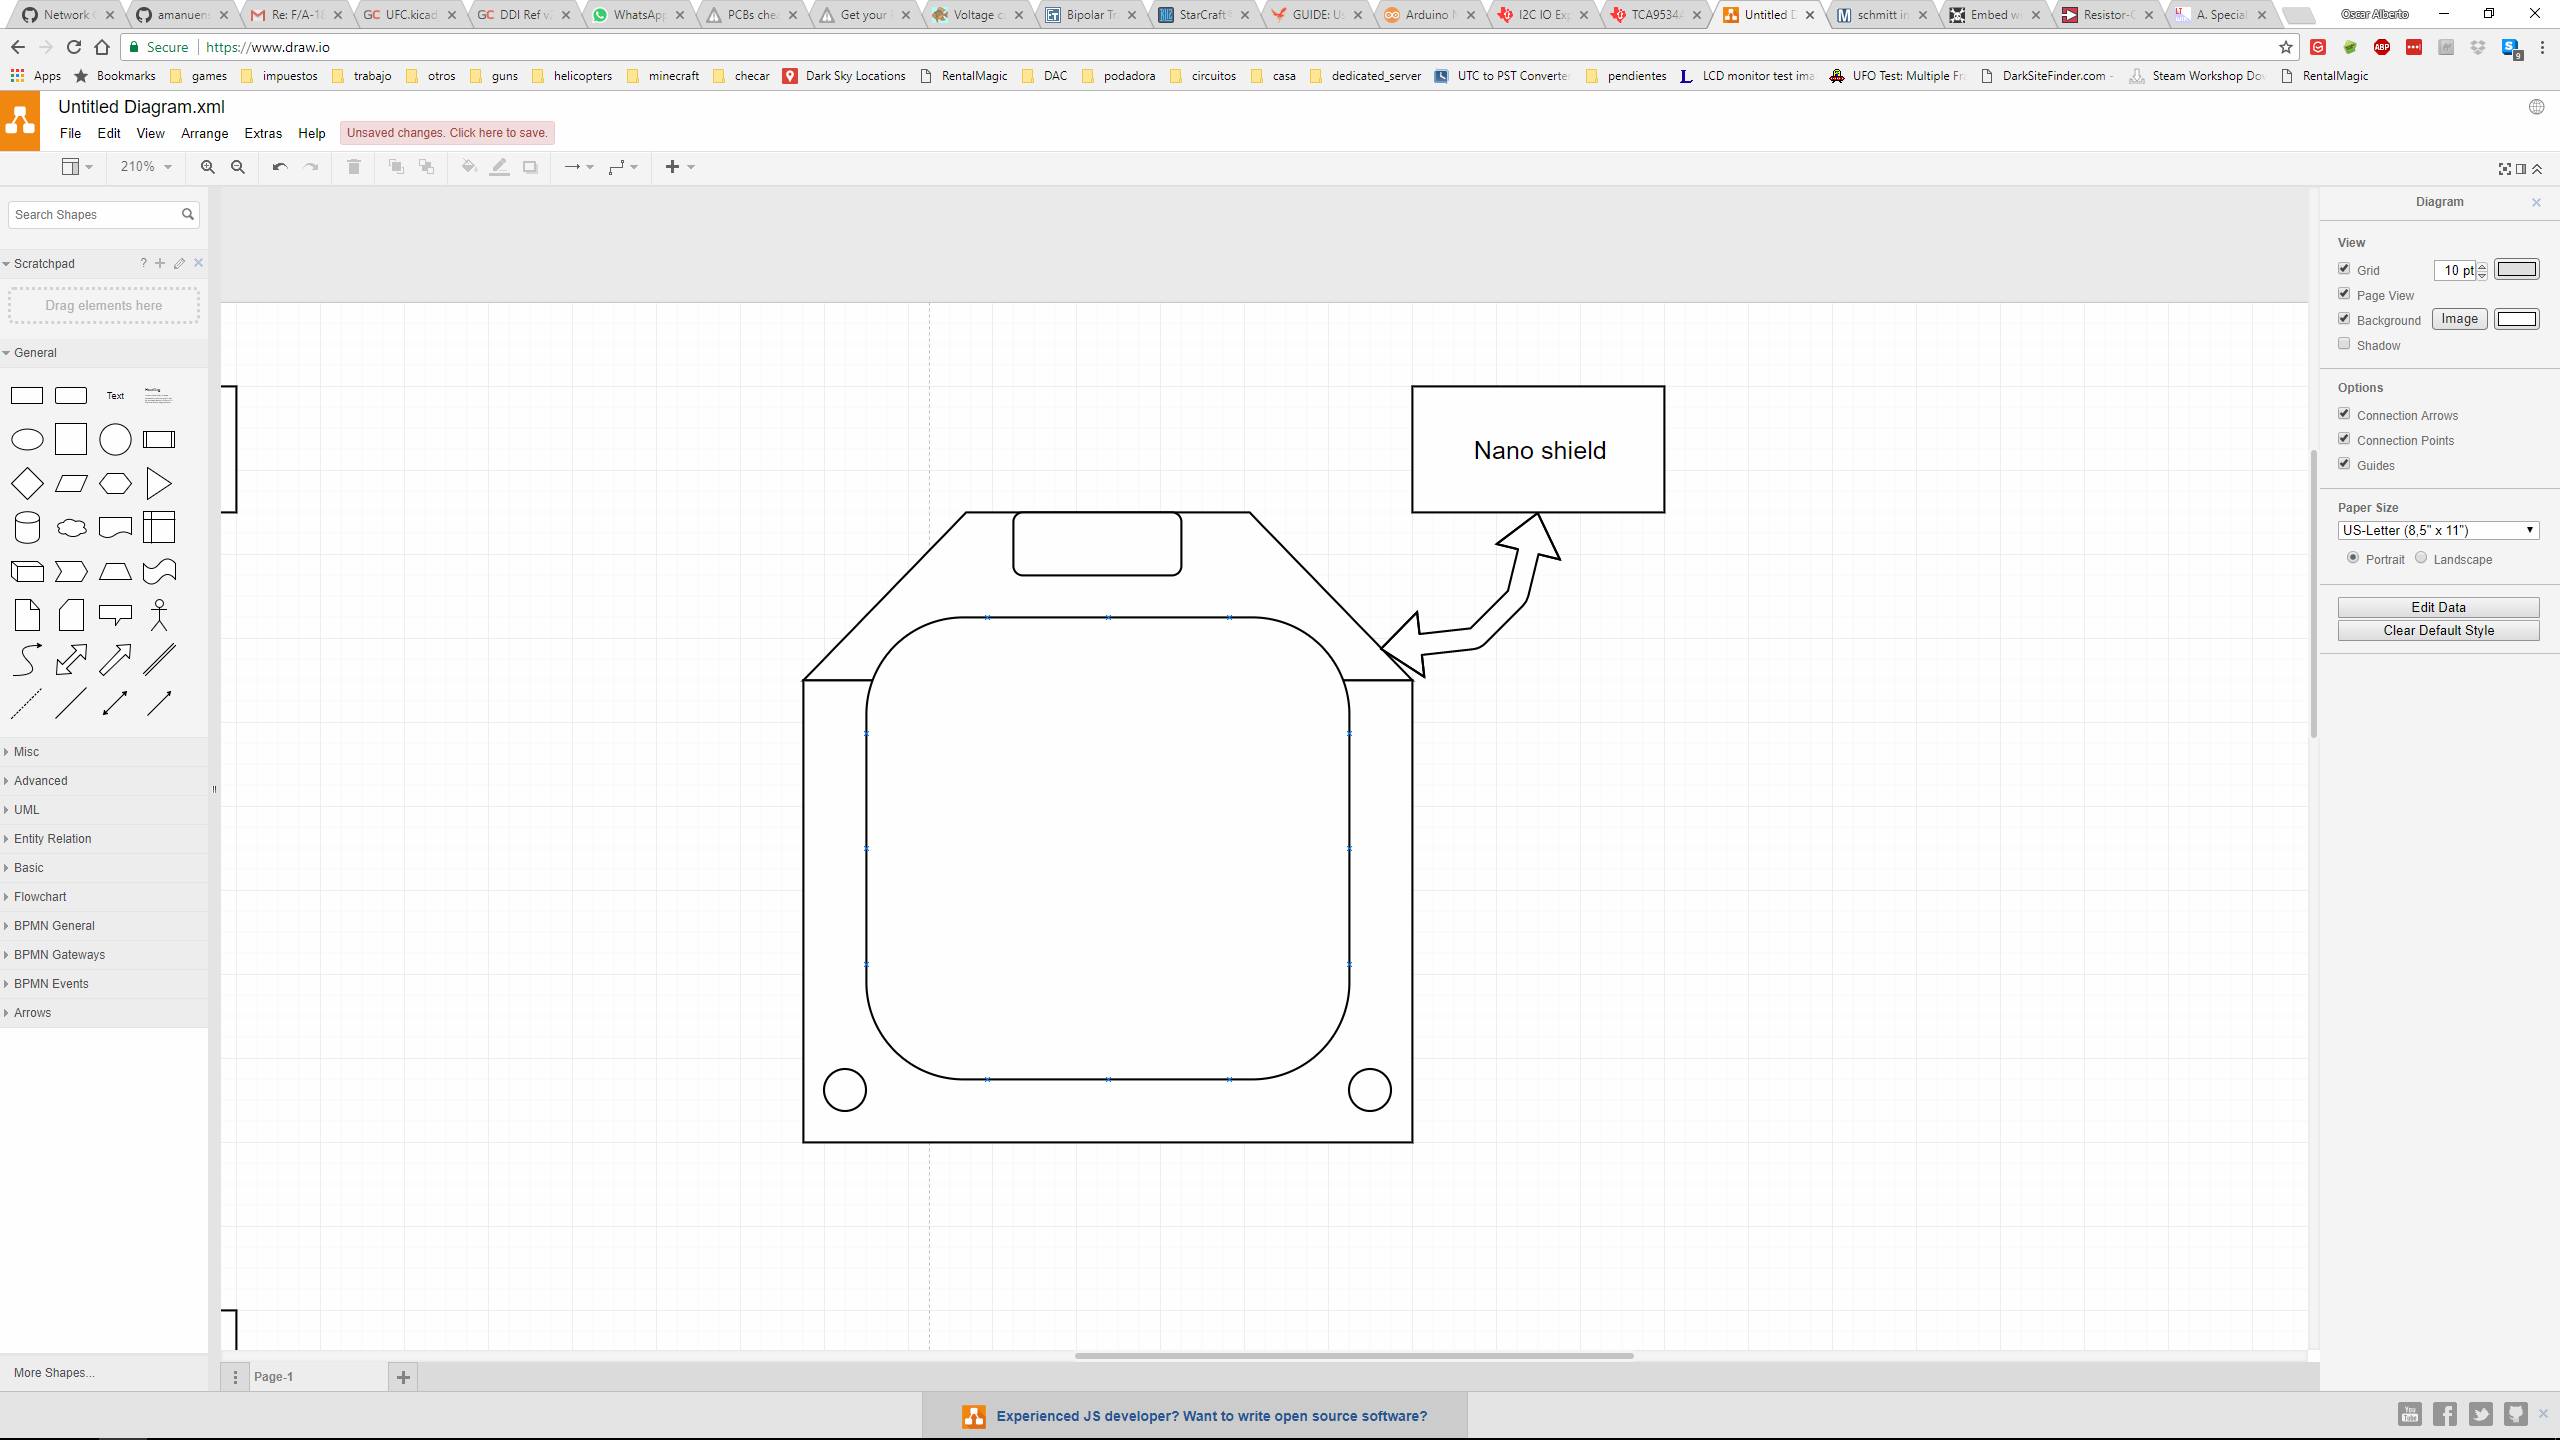 Network
amanuen
Re: F/A-18
UFC.kicad
DDI Ref v
WhatsApp
PCBs chea
Get your
Voltage c
Bipolar Tr
StarCraft
GUIDE: U
Arduino
I2C IO Exp
TCA9534A
Untitled D
schmitt in
Embed w
Resistor-
A. Special
Oscar Alberto
Secure | https://www.draw.io
ABP
9
Apps Bookmarks games impuestos trabajo otros guns helicopters minecraft checar Dark Sky Locations RentalMagic DAC podadora circuitos casa dedicated_server UTC to PST Converte pendientes LCD monitor test ima UFO Test: Multiple Fr DarkSiteFinder.com - Steam Workshop Do RentalMagic
Untitled Diagram.xml
File Edit View Arrange Extras Help Unsaved changes. Click here to save.
210%
Search Shapes
Scratchpad ?
Drag elements here
General
Text
Misc
Advanced
UML
Entity Relation
Basic
Flowchart
BPMN General
BPMN Gateways
BPMN Events
Arrows
More Shapes...
Nano shield
Page-1
Diagram
View
Grid 10 pt
Page View
Background Image
Shadow
Options
Connection Arrows
Connection Points
Guides
Paper Size
US-Letter (8,5" x 11")
Portrait Landscape
Edit Data
Clear Default Style
Experienced JS developer? Want to write open source software?
You Tube